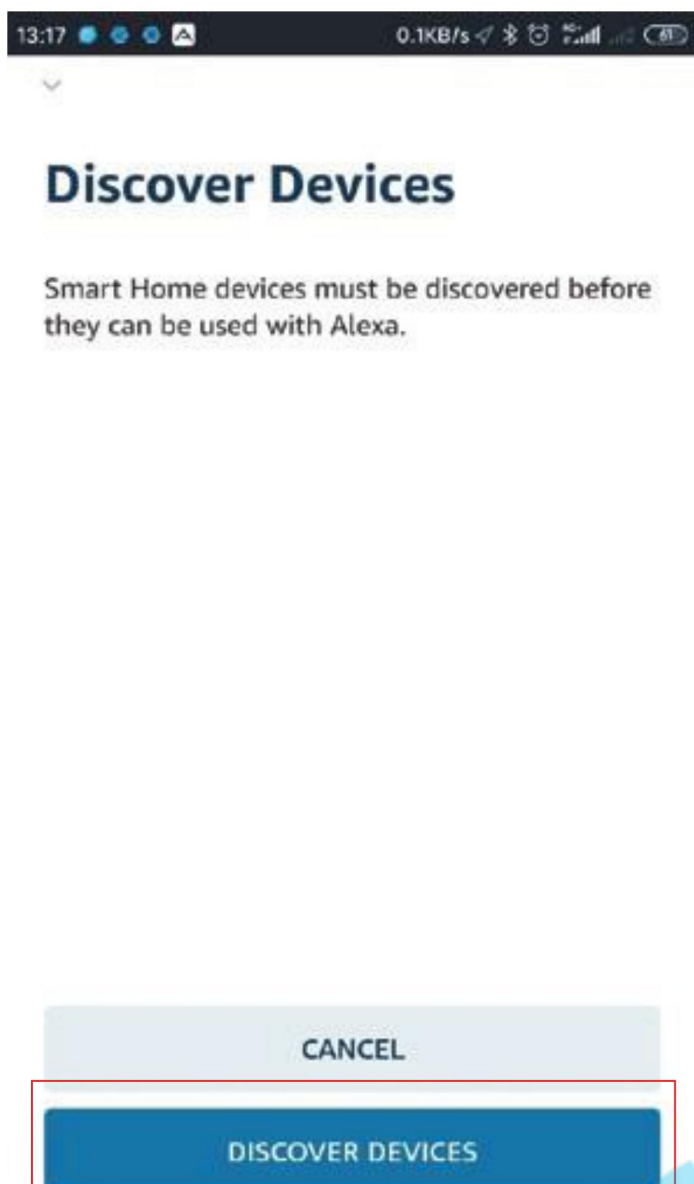 13:17 0.1KB/s 61
Discover Devices
Smart Home devices must be discovered before
they can be used with Alexa.
CANCEL
DISCOVER DEVICES